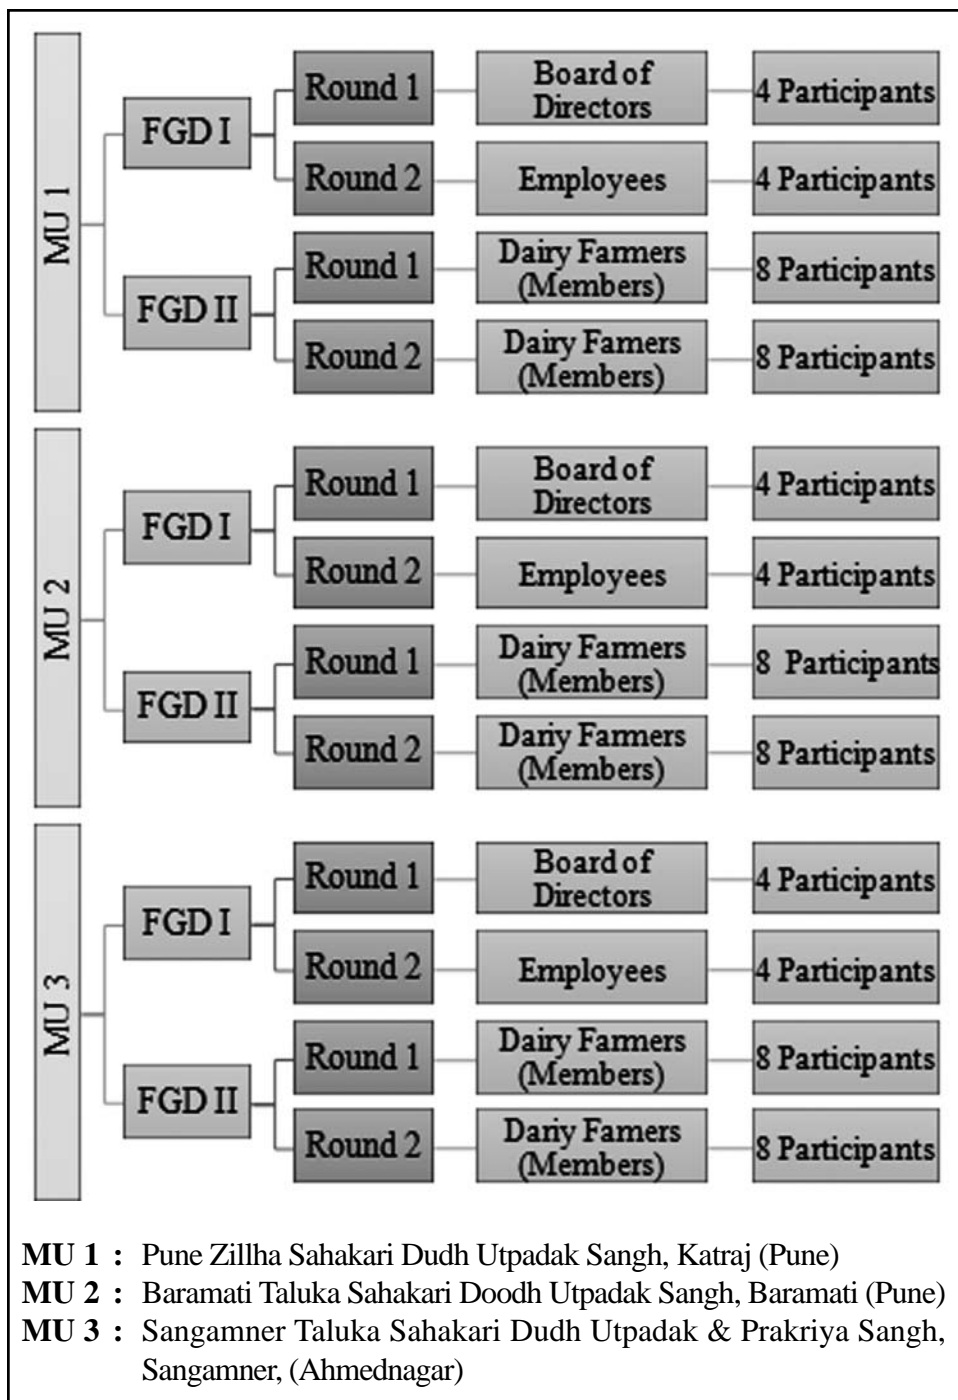 MU 1
FGD I
Round 1
Board of
Directors
4 Participants
Round 2
Employees
4 Participants
FGD II
Round 1
Dairy Farmers
(Members)
8 Participants
Round 2
Dairy Famers
(Members)
8 Participants
MU 2
FGD I
Round 1
Board of
Directors
4 Participants
Round 2
Employees
4 Participants
FGD II
Round 1
Dairy Farmers
(Members)
8 Participants
Round 2
Dariy Farmers
(Members)
8 Participants
MU 3
FGD I
Round 1
Board of
Directors
4 Participants
Round 2
Employees
4 Participants
FGD II
Round 1
Dairy Farmers
(Members)
8 Participants
Round 2
Dariy Famers
(Members)
8 Participants
MU 1 : Pune Zillha Sahakari Dudh Utpadak Sangh, Katraj (Pune)
MU 2 : Baramati Taluka Sahakari Doodh Utpadak Sangh, Baramati (Pune)
MU 3 : Sangamner Taluka Sahakari Dudh Utpadak & Prakriya Sangh,
Sangamner, (Ahmednagar)